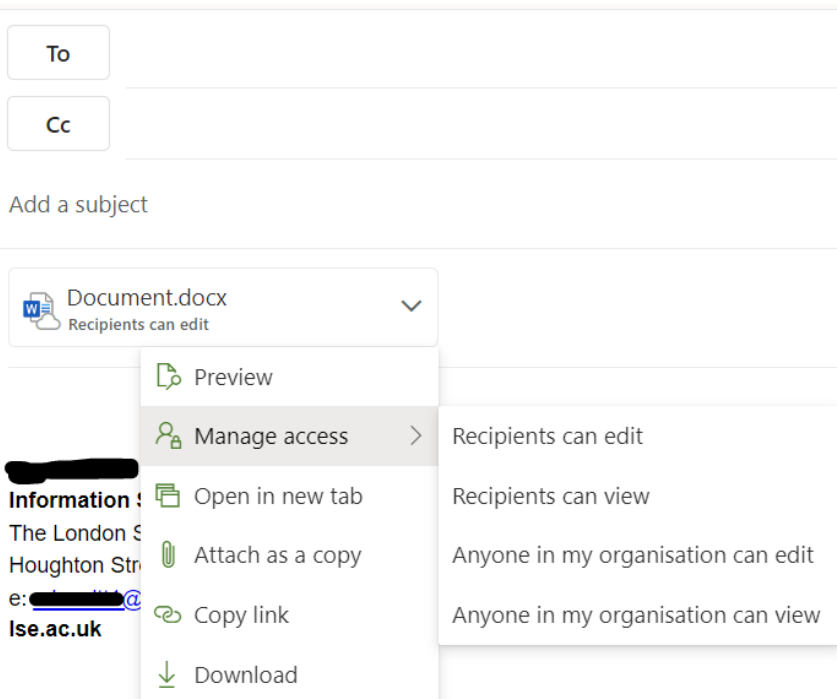 To
Cc
Add a subject
W
Document.docx
Recipients can edit
Preview
Manage access
Open in new tab
Attach as a copy
Copy link
Download
Recipients can edit
Recipients can view
Anyone in my organisation can edit
Anyone in my organisation can view
Information
The London
Houghton
e: @
lse.ac.uk